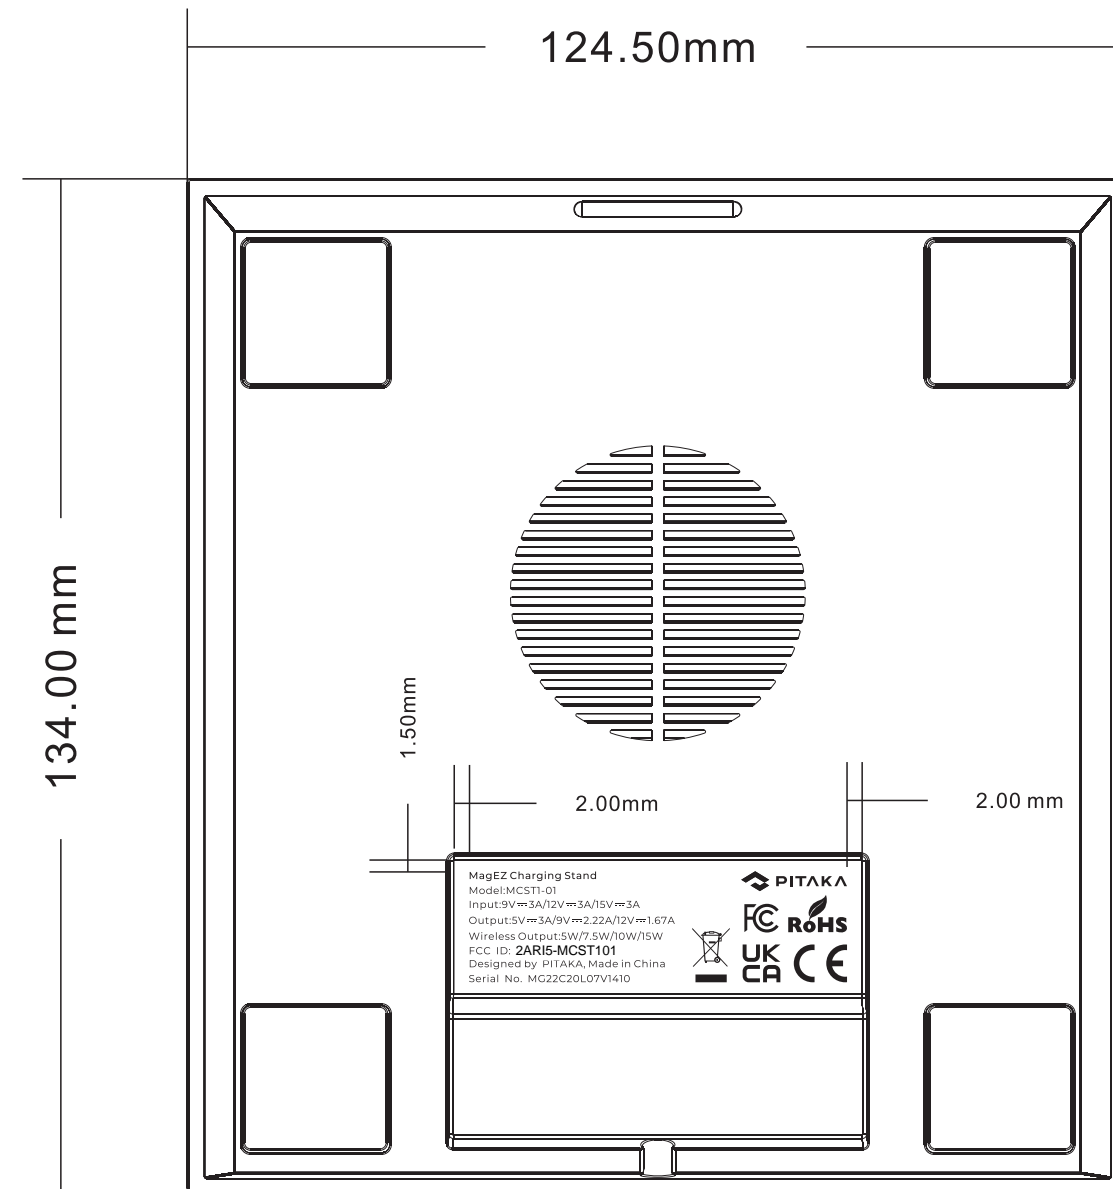 124.50mm
134.00 mm
1.50mm
2.00mm
2.00 mm
MagEZ Charging Stand
Model:MCST1-01
Input:9V⎓3A/12V⎓3A/15V⎓3A
Output:5V⎓3A/9V⎓2.22A/12V⎓1.67A
Wireless Output:5W/7.5W/10W/15W
FCC ID: 2ARI5-MCST101
Designed by PITAKA, Made in China
Serial No. MG22C20L07V1410
PITAKA
FC RoHS
UK
CA CE